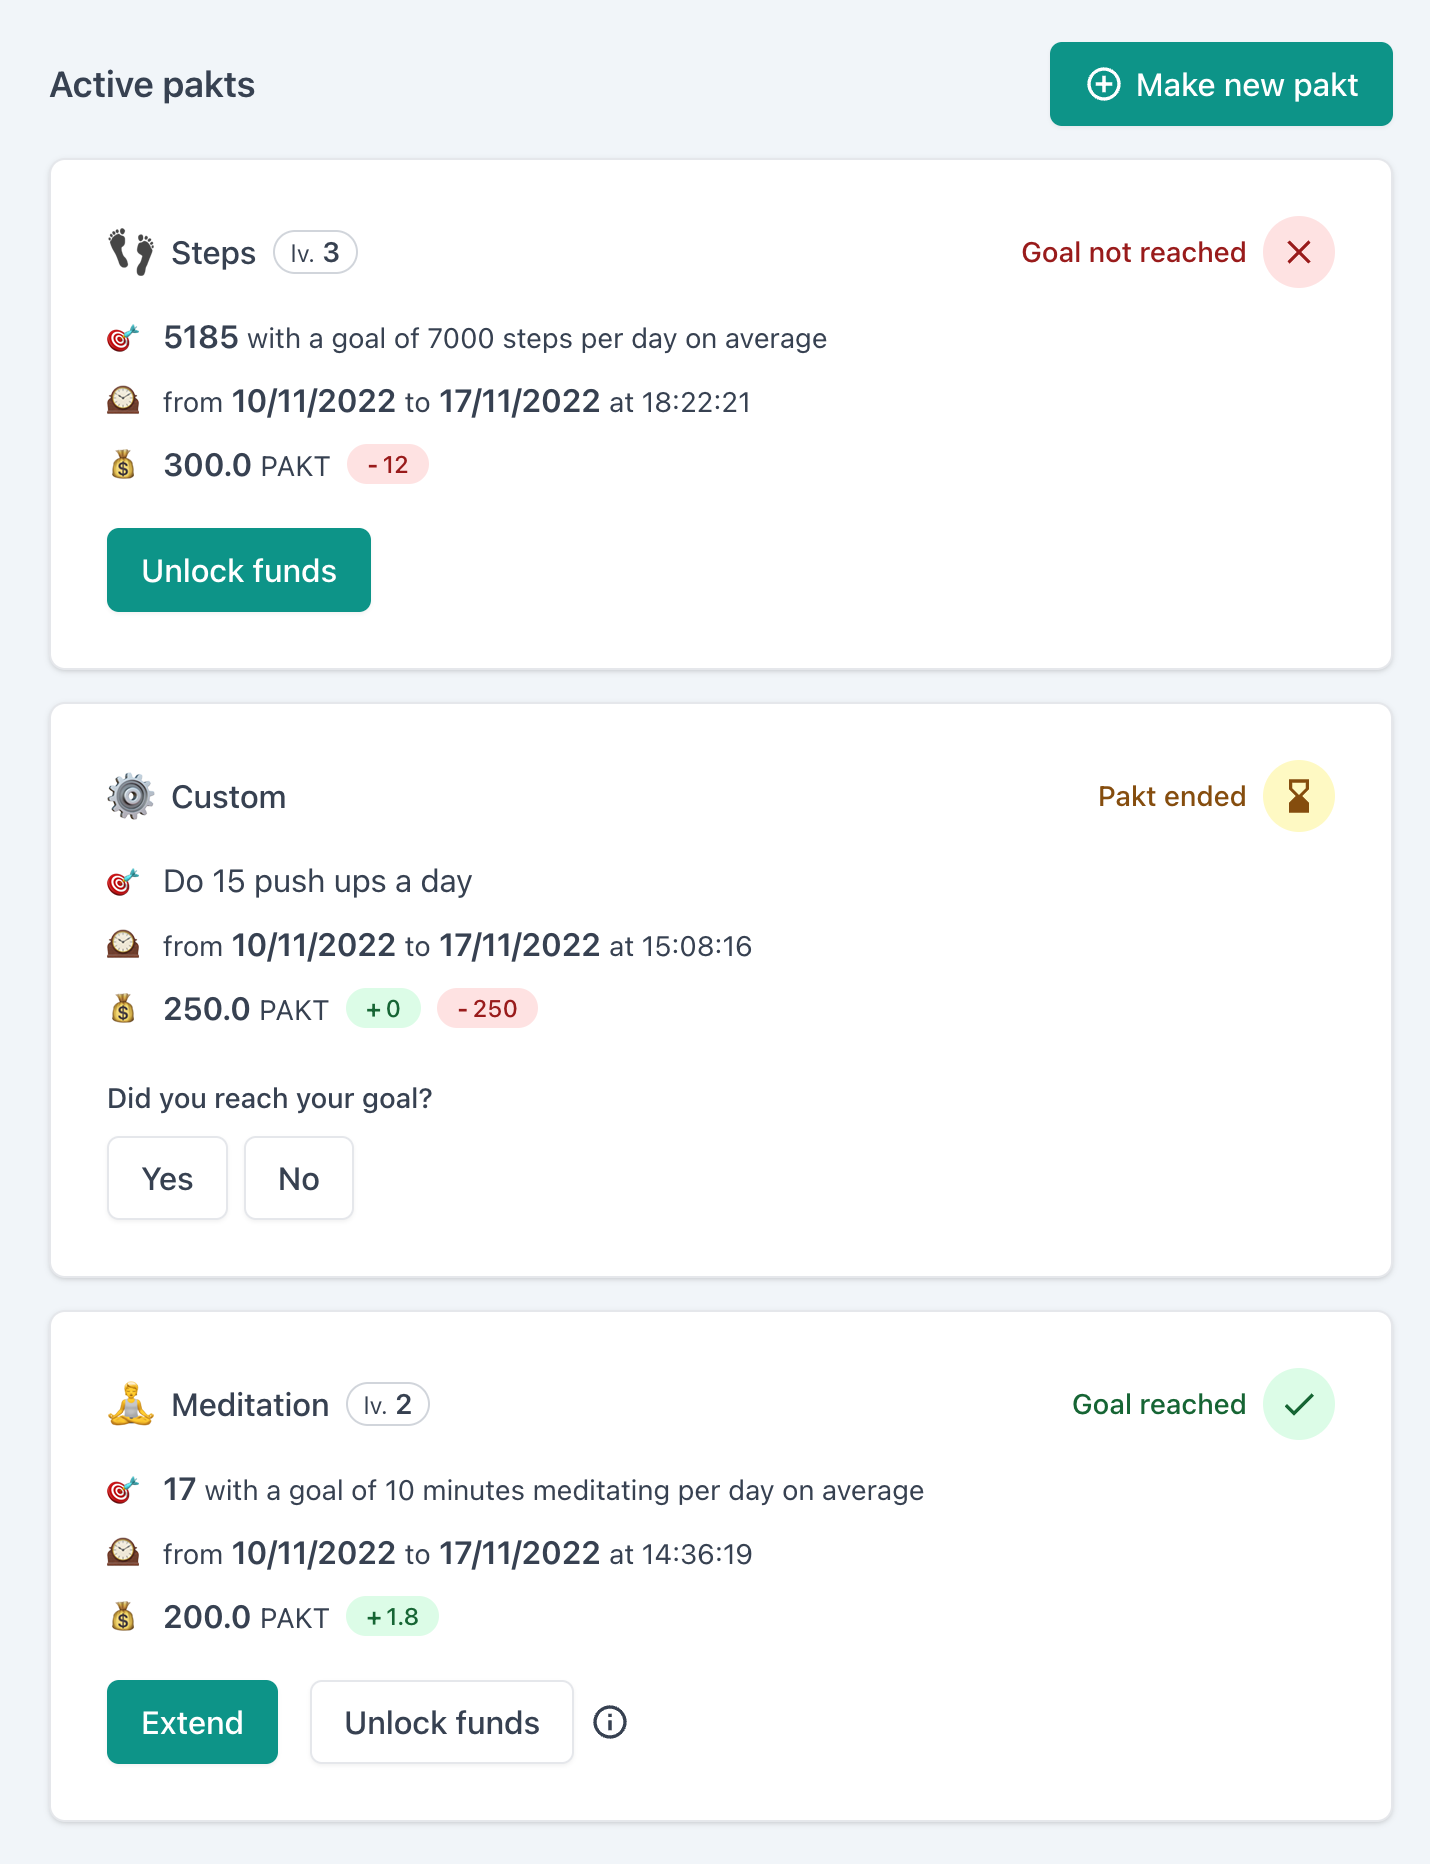 Active pakts
Make new pakt
Steps lv. 3
Goal not reached
5185 with a goal of 7000 steps per day on average
from 10/11/2022 to 17/11/2022 at 18:22:21
300.0 PAKT -12
Unlock funds
Custom
Pakt ended
Do 15 push ups a day
from 10/11/2022 to 17/11/2022 at 15:08:16
250.0 PAKT +0 -250
Did you reach your goal?
Yes No
Meditation lv. 2
Goal reached
17 with a goal of 10 minutes meditating per day on average
from 10/11/2022 to 17/11/2022 at 14:36:19
200.0 PAKT +1.8
Extend Unlock funds